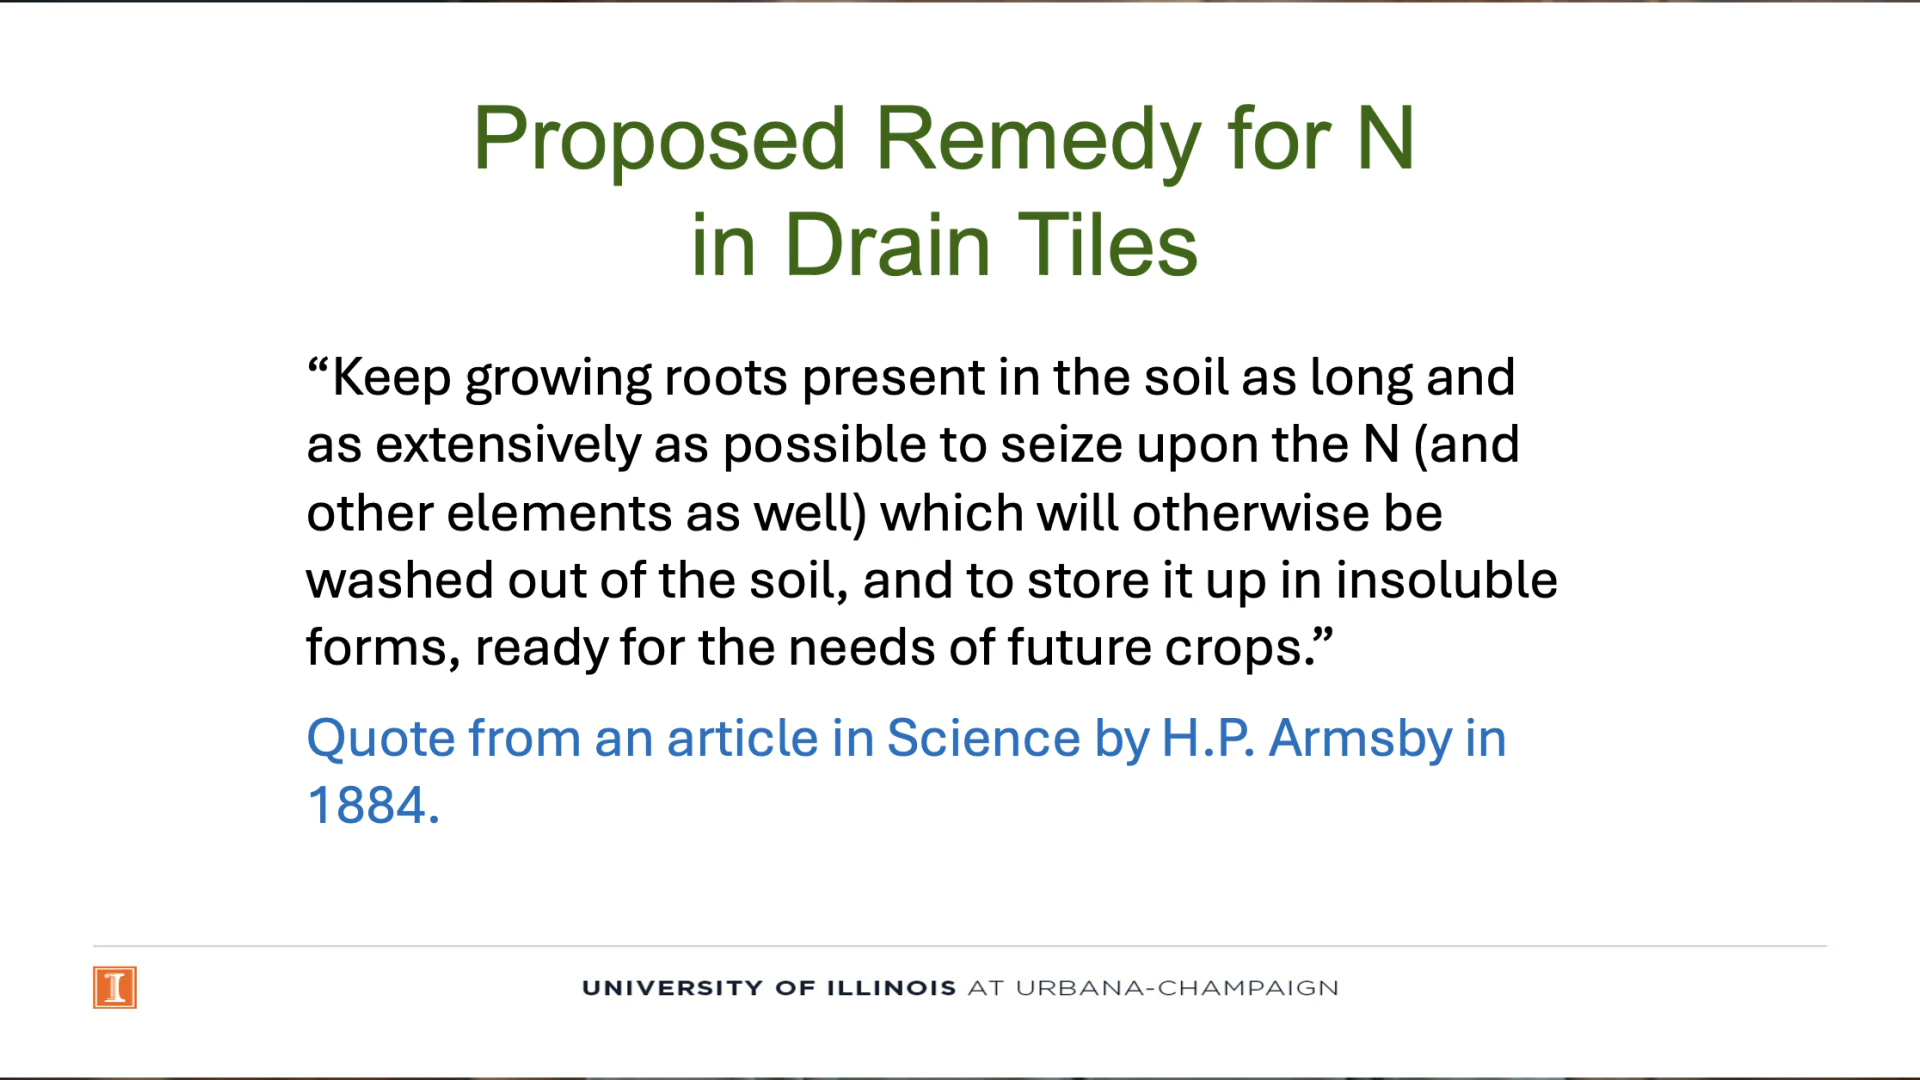 Proposed Remedy for N
in Drain Tiles
“Keep growing roots present in the soil as long and
as extensively as possible to seize upon the N (and
other elements as well) which will otherwise be
washed out of the soil, and to store it up in insoluble
forms, ready for the needs of future crops.”
Quote from an article in Science by H.P. Armsby in
1884.
I
UNIVERSITY OF ILLINOIS AT URBANA-CHAMPAIGN